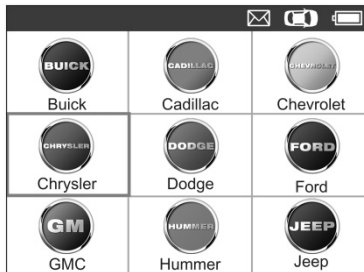 BUICK CADILLAC CHEVROLET
Buick Cadillac Chevrolet
CHRYSLER DODGE FORD
Chrysler Dodge Ford
GM HUMMER JEEP
GMC Hummer Jeep